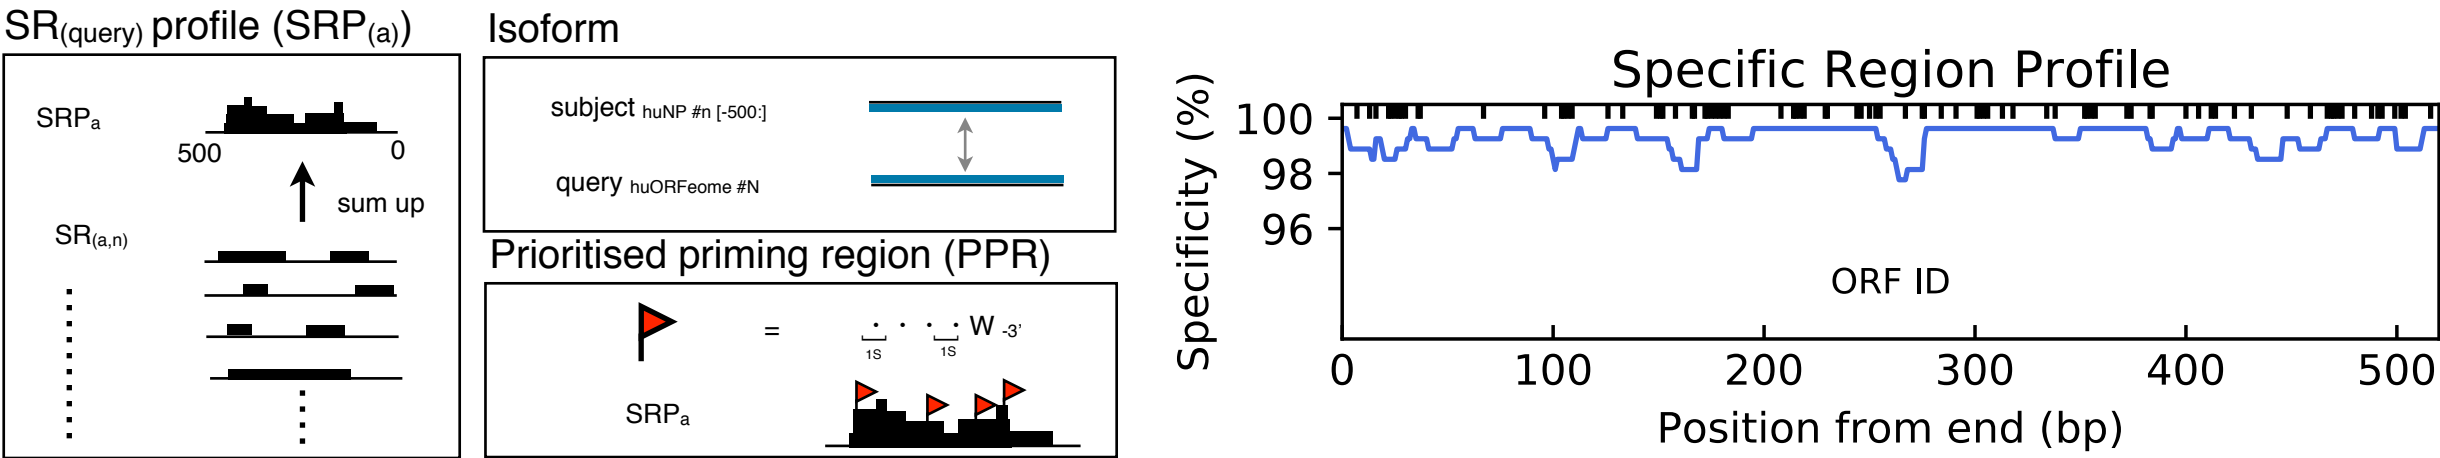 SR(query) profile (SRP(a))
SRPa
500 0
sum up
SR(a,n)
Isoform
subject huNP #n [-500:]
query huORFeome #N
Prioritised priming region (PPR)
= . . . . W -3'
1S 1S
SRPa
Specific Region Profile
Specificity (%)
100
98
96
ORF ID
0 100 200 300 400 500
Position from end (bp)